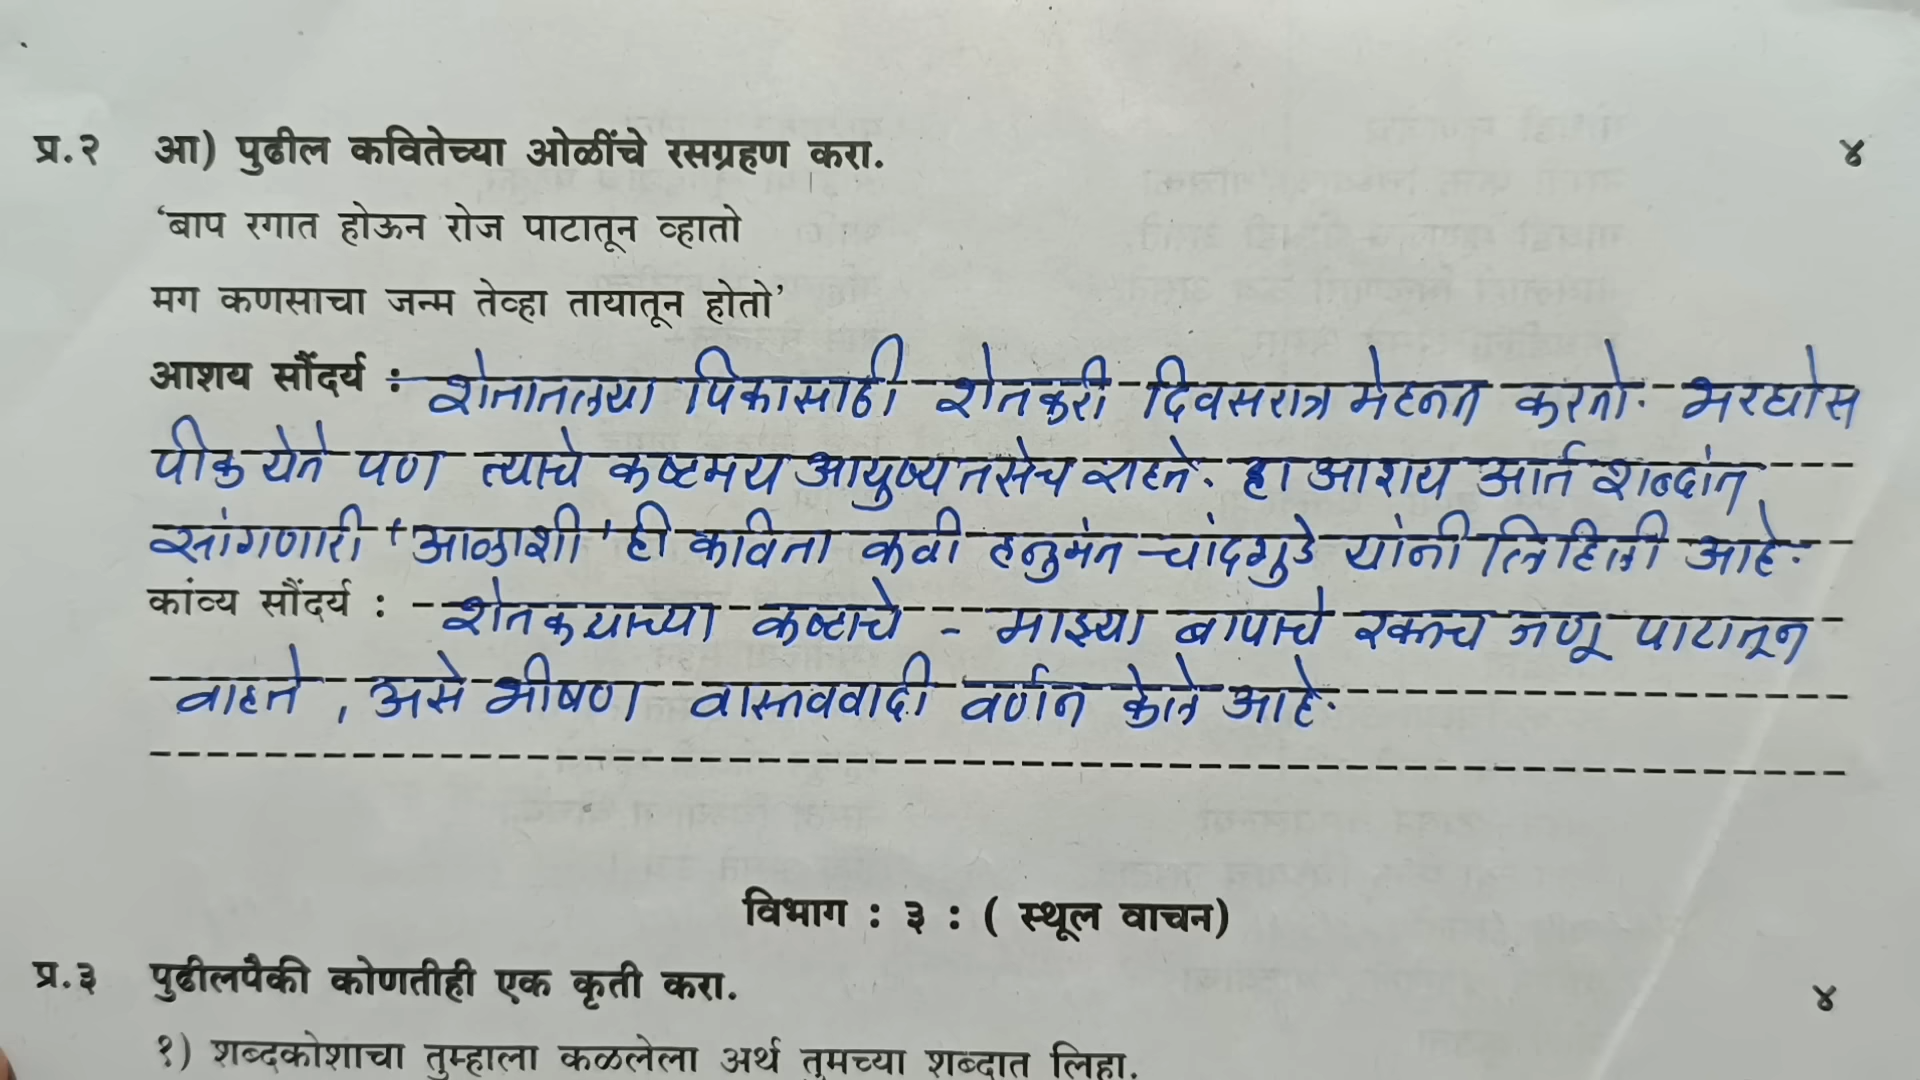 प्र.२ आ) पुढील कवितेच्या ओळींचे रसग्रहण करा. ४
‘बाप रगात होऊन रोज पाटातून व्हातो
मग कणसाचा जन्म तेव्हा तायातून होतो’
आशय सौंदर्य : शेतातल्या पिकासाठी शेतकरी दिवसरात्र मेहनत करतो. भरघोस
पीक येते पण त्याचे कष्टमय आयुष्य तसेच राहते. हा आशय आर्त शब्दांत
सांगणारी 'आळाशी' ही कविता कवी हनुमंत चांदगुडे यांनी लिहिली आहे.
कांव्य सौंदर्य : शेतकऱ्याच्या कष्टाचे - माझ्या बापाचे रक्तच जणू पाटातून
वाहते, असे भीषण वास्तववादी वर्णन केले आहे.
विभाग : ३ : ( स्थूल वाचन)
प्र.३ पुढीलपैकी कोणतीही एक कृती करा. ४
१) शब्दकोशाचा तुम्हाला कळलेला अर्थ तुमच्या शब्दात लिहा.